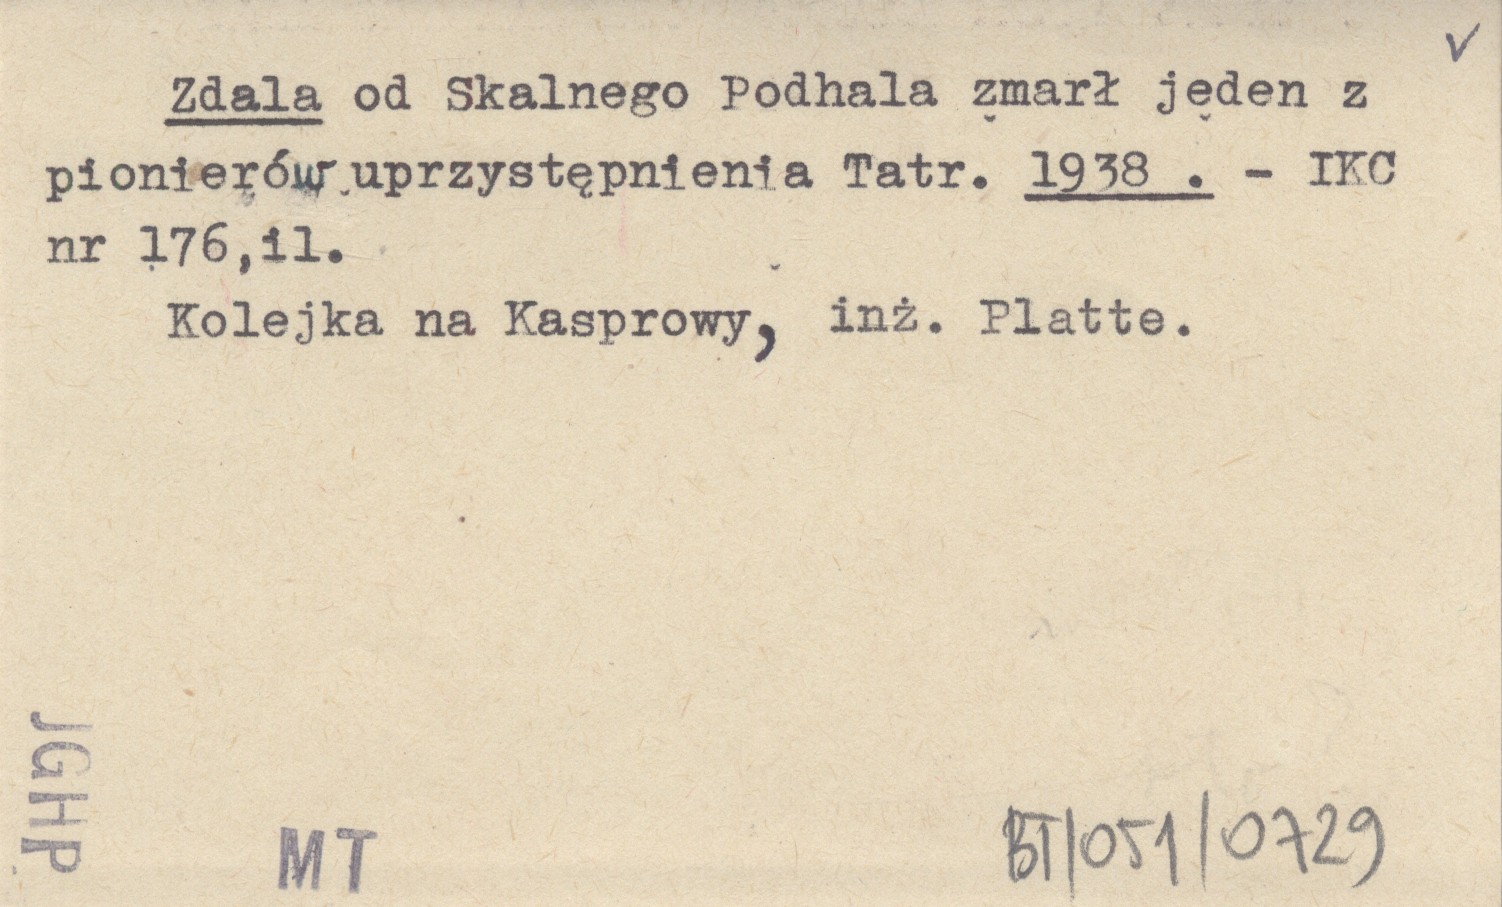 ✓
Zdala od Skalnego Podhala zmarł jeden z
pionierów uprzystępnienia Tatr. 1938 . - IKC
nr 176,il.
Kolejka na Kasprowy, inż. Platte.
JGHP
MT
BT/051/0729